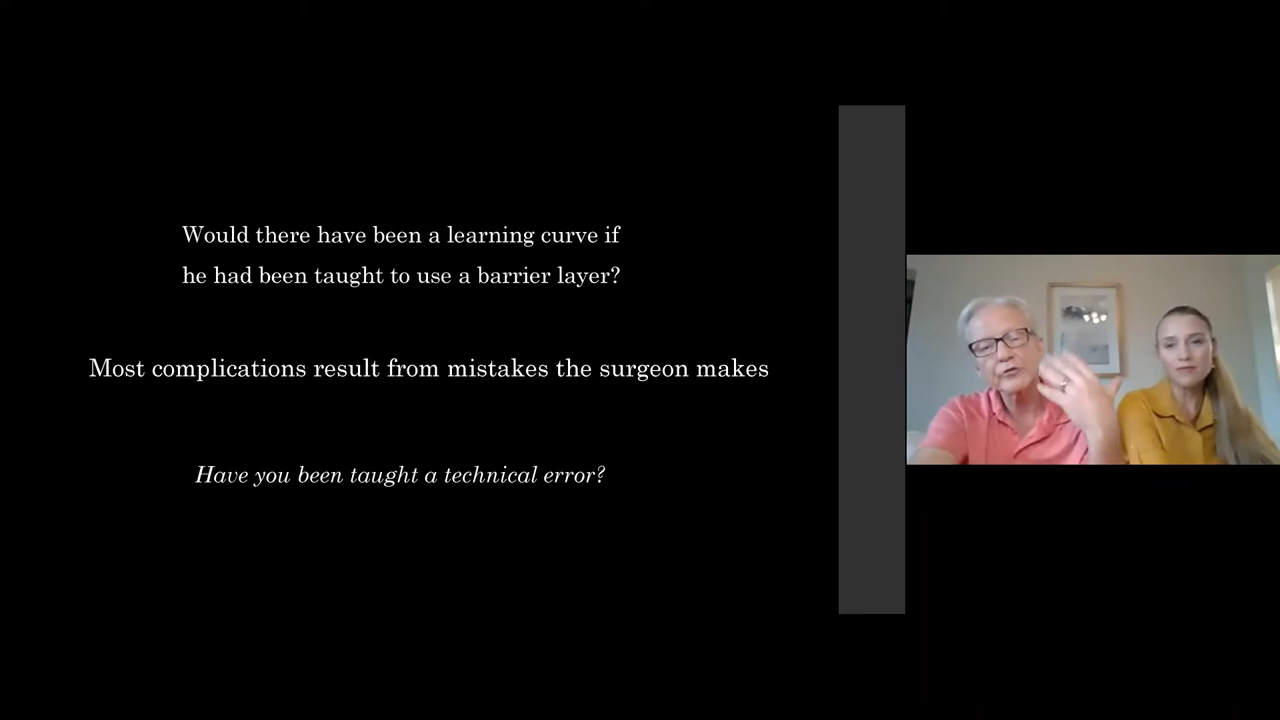 Would there have been a learning curve if
he had been taught to use a barrier layer?
Most complications result from mistakes the surgeon makes
Have you been taught a technical error?